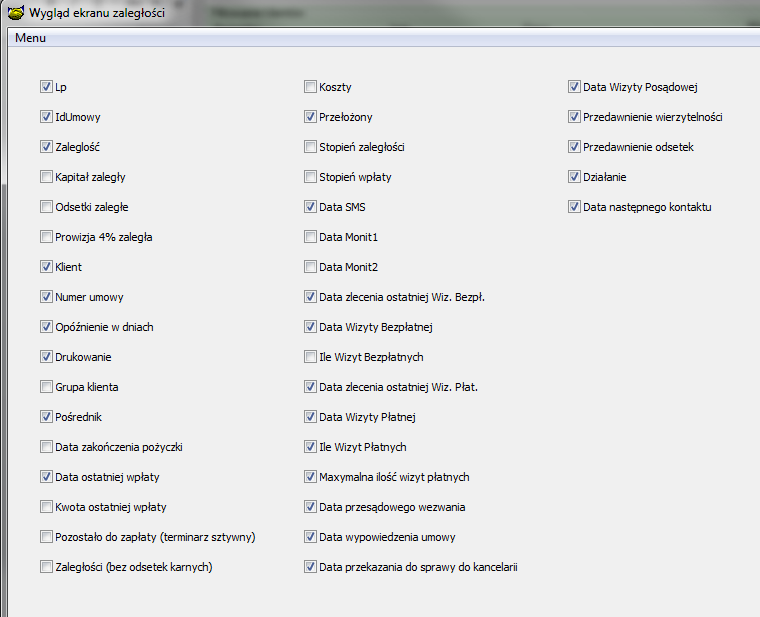 Wygląd ekranu zaległości
Menu
Lp
IdUmowy
Zaleglość
Kapitał zaległy
Odsetki zaległe
Prowizja 4% zaległa
Klient
Numer umowy
Opóźnienie w dniach
Drukowanie
Grupa klienta
Pośrednik
Data zakończenia pożyczki
Data ostatniej wpłaty
Kwota ostatniej wpłaty
Pozostało do zapłaty (terminarz sztywny)
Zaległości (bez odsetek karnych)
Koszty
Przełożony
Stopień zaległości
Stopień wpłaty
Data SMS
Data Monit1
Data Monit2
Data zlecenia ostatniej Wiz. Bezpł.
Data Wizyty Bezpłatnej
Ile Wizyt Bezpłatnych
Data zlecenia ostatniej Wiz. Płat.
Data Wizyty Płatnej
Ile Wizyt Płatnych
Maxymalna ilość wizyt płatnych
Data przesądowego wezwania
Data wypowiedzenia umowy
Data przekazania do sprawy do kancelarii
Data Wizyty Posądowej
Przedawnienie wierzytelności
Przedawnienie odsetek
Działanie
Data następnego kontaktu